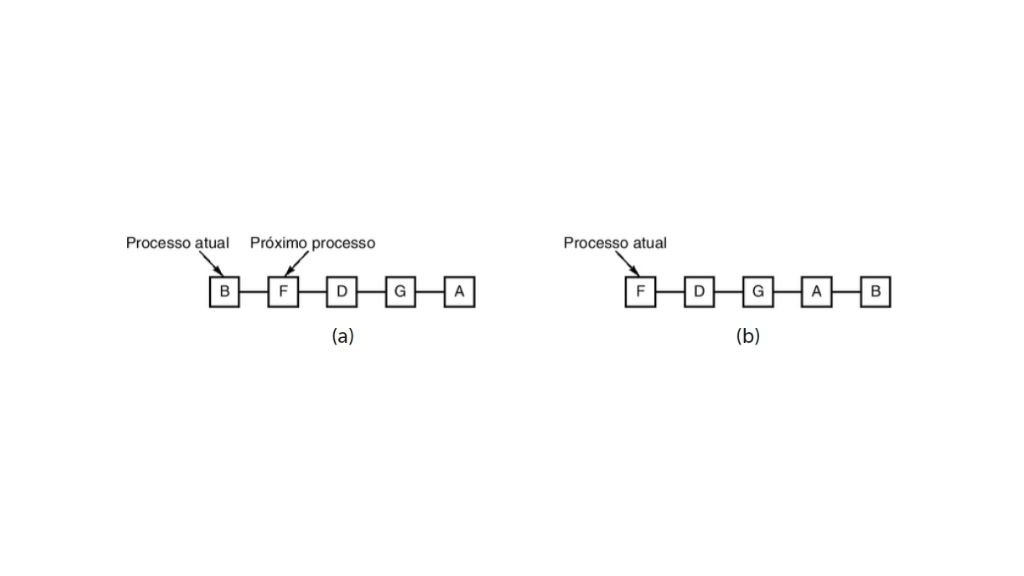 Processo atual Próximo processo
B F D G A
(a)
Processo atual
F D G A B
(b)